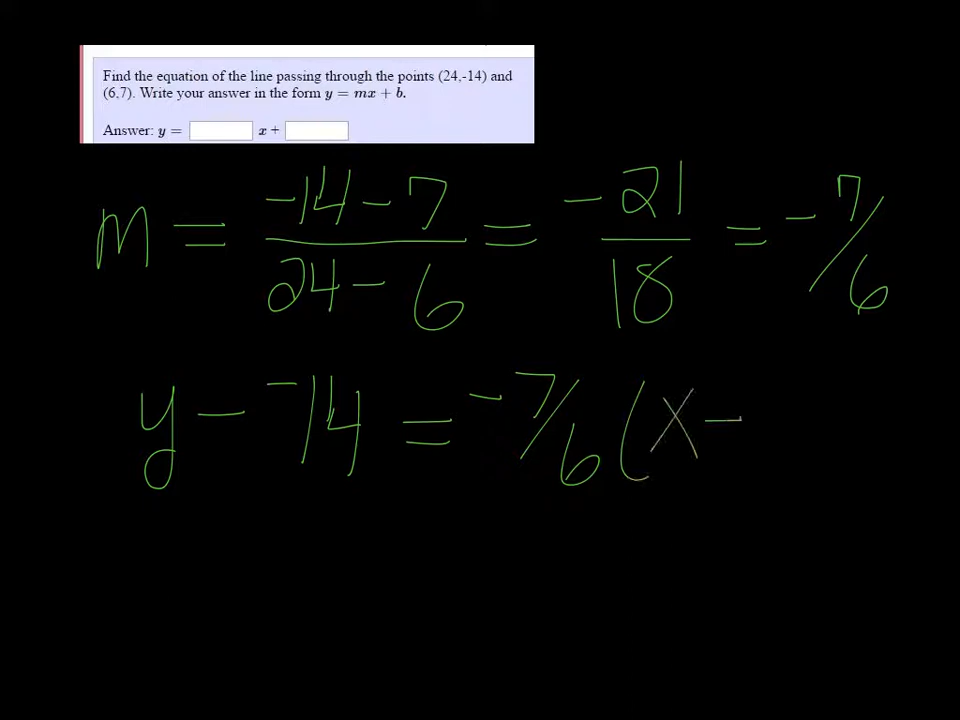 Find the equation of the line passing through the points (24,-14) and
(6,7). Write your answer in the form y = mx + b.
Answer: y = x +
m = -14 - 7 / 24 - 6 = -21 / 18 = -7/6
y - -14 = -7/6 (x -